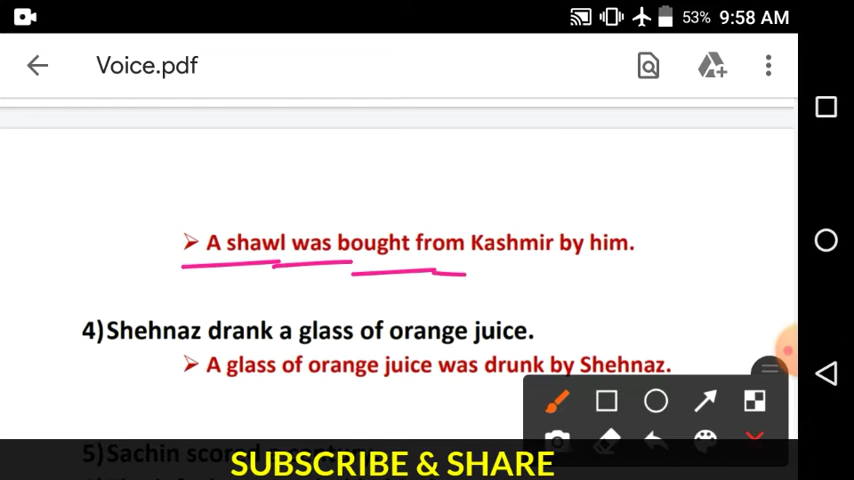 53% 9:58 AM
Voice.pdf
➢ A shawl was bought from Kashmir by him.
4)Shehnaz drank a glass of orange juice.
➢ A glass of orange juice was drunk by Shehnaz.
5)Sachin scored
SUBSCRIBE & SHARE